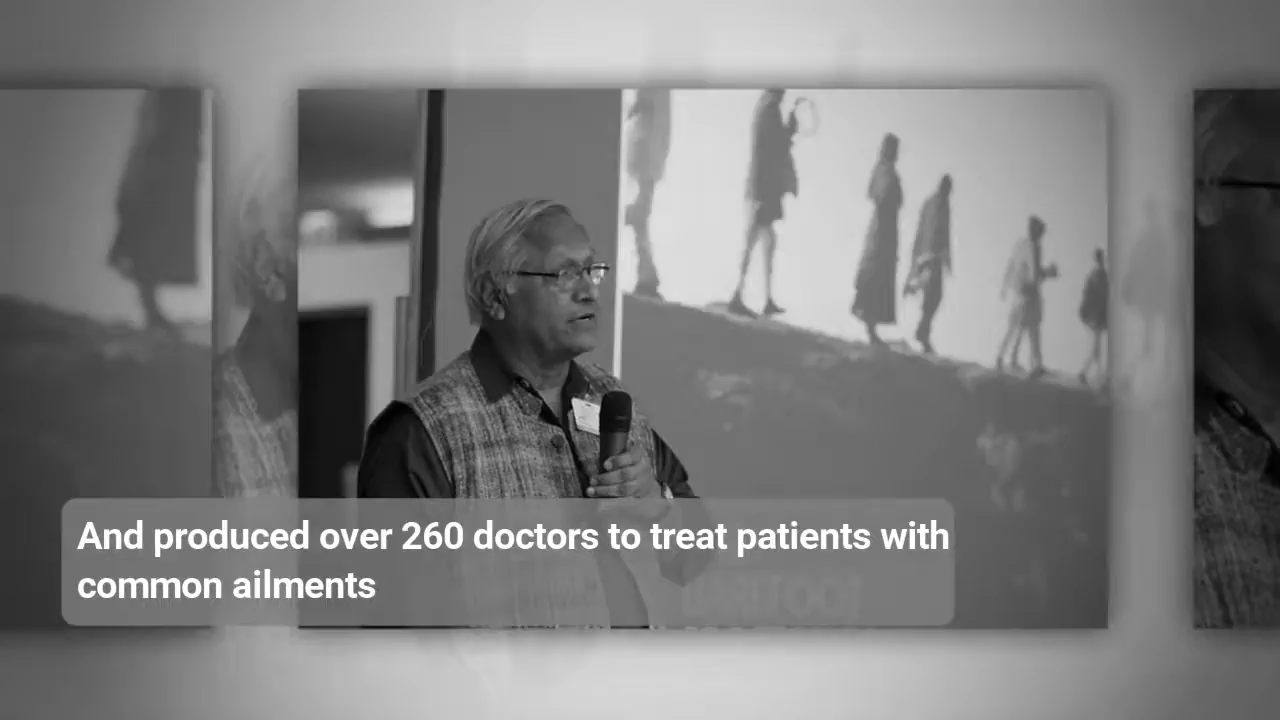 And produced over 260 doctors to treat patients with
common ailments